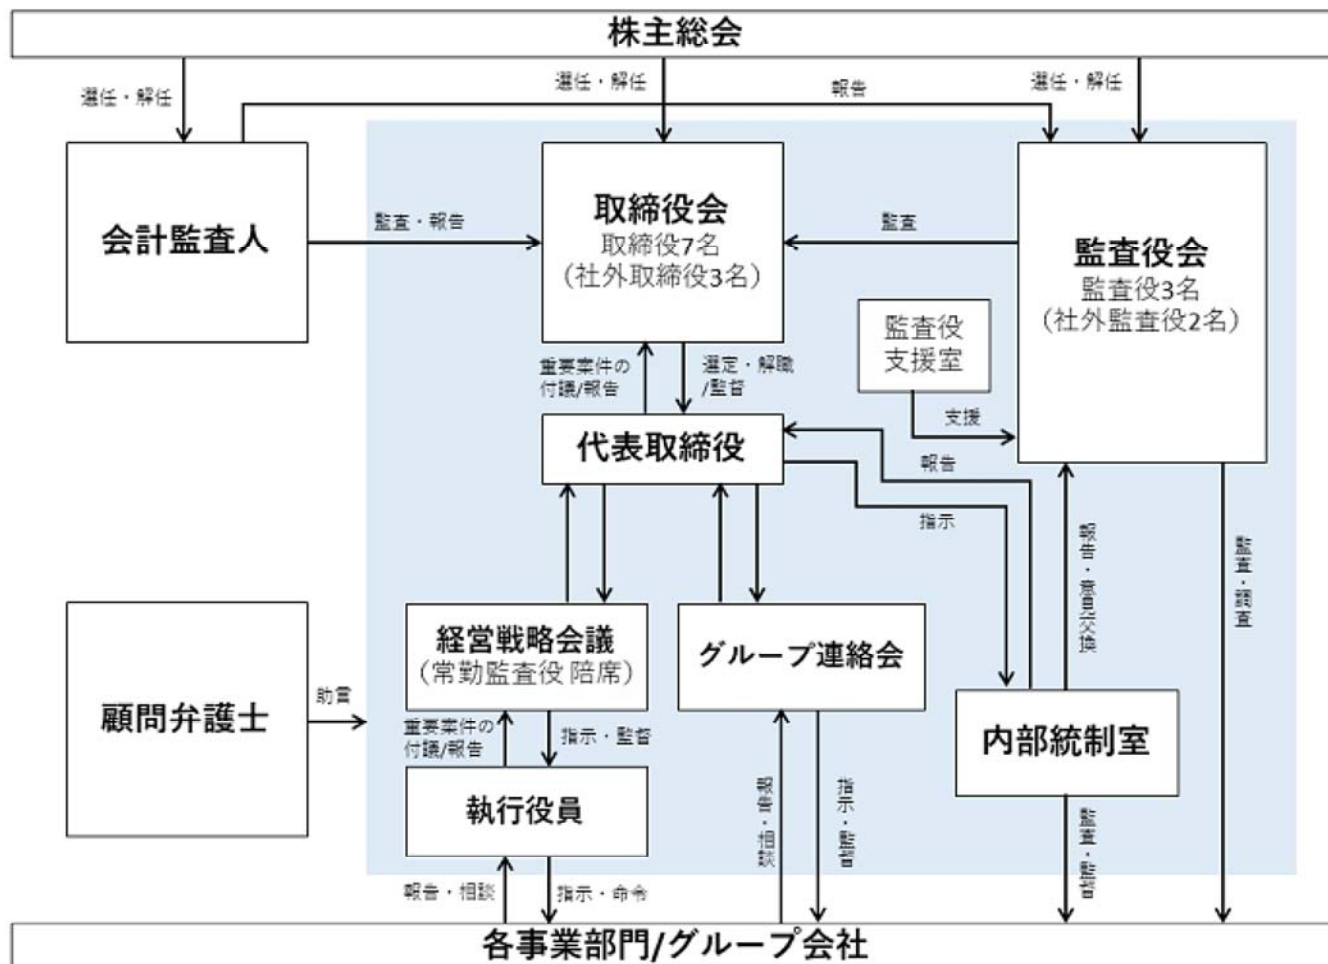 株主総会
選任・解任
選任・解任
報告
選任・解任
会計監査人
監査・報告
取締役会
取締役7名
（社外取締役3名）
監査
監査役会
監査役3名
（社外監査役2名）
監査役
支援室
支援
重要案件の
付議/報告
選定・解職
/監督
代表取締役
報告
指示
報告・意見交換
監査・調査
経営戦略会議
（常勤監査役 陪席）
グループ連絡会
顧問弁護士
助言
重要案件の
付議/報告
指示・監督
内部統制室
執行役員
報告・相談
指示・監督
監査・監督
報告・相談
指示・命令
各事業部門/グループ会社